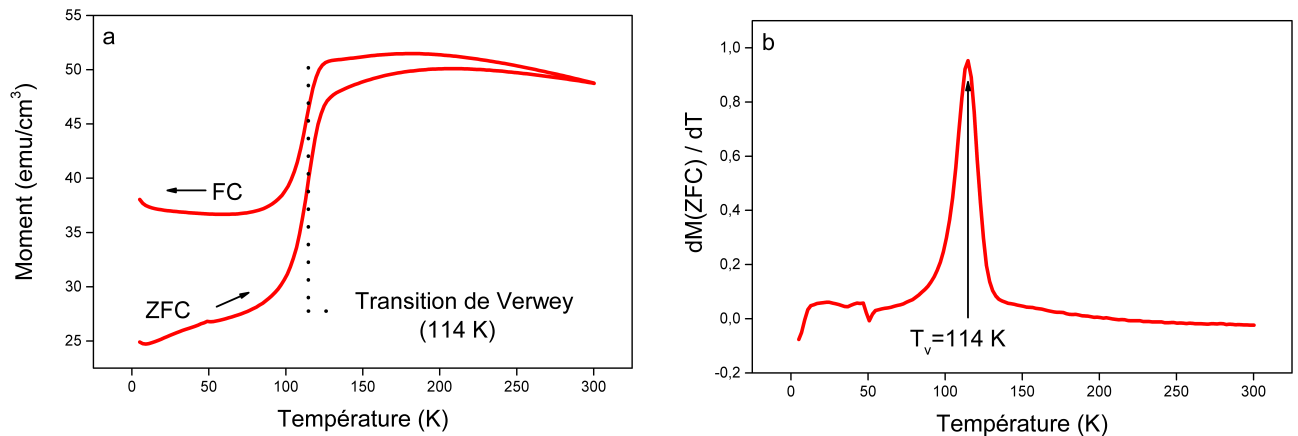 a
55
50
45
40
35
30
25
Moment (emu/cm³)
FC
ZFC
Transition de Verwey
(114 K)
0 50 100 150 200 250 300
Température (K)
b
1,0
0,8
0,6
0,4
0,2
0,0
-0,2
dM(ZFC) / dT
Tv=114 K
0 50 100 150 200 250 300
Température (K)